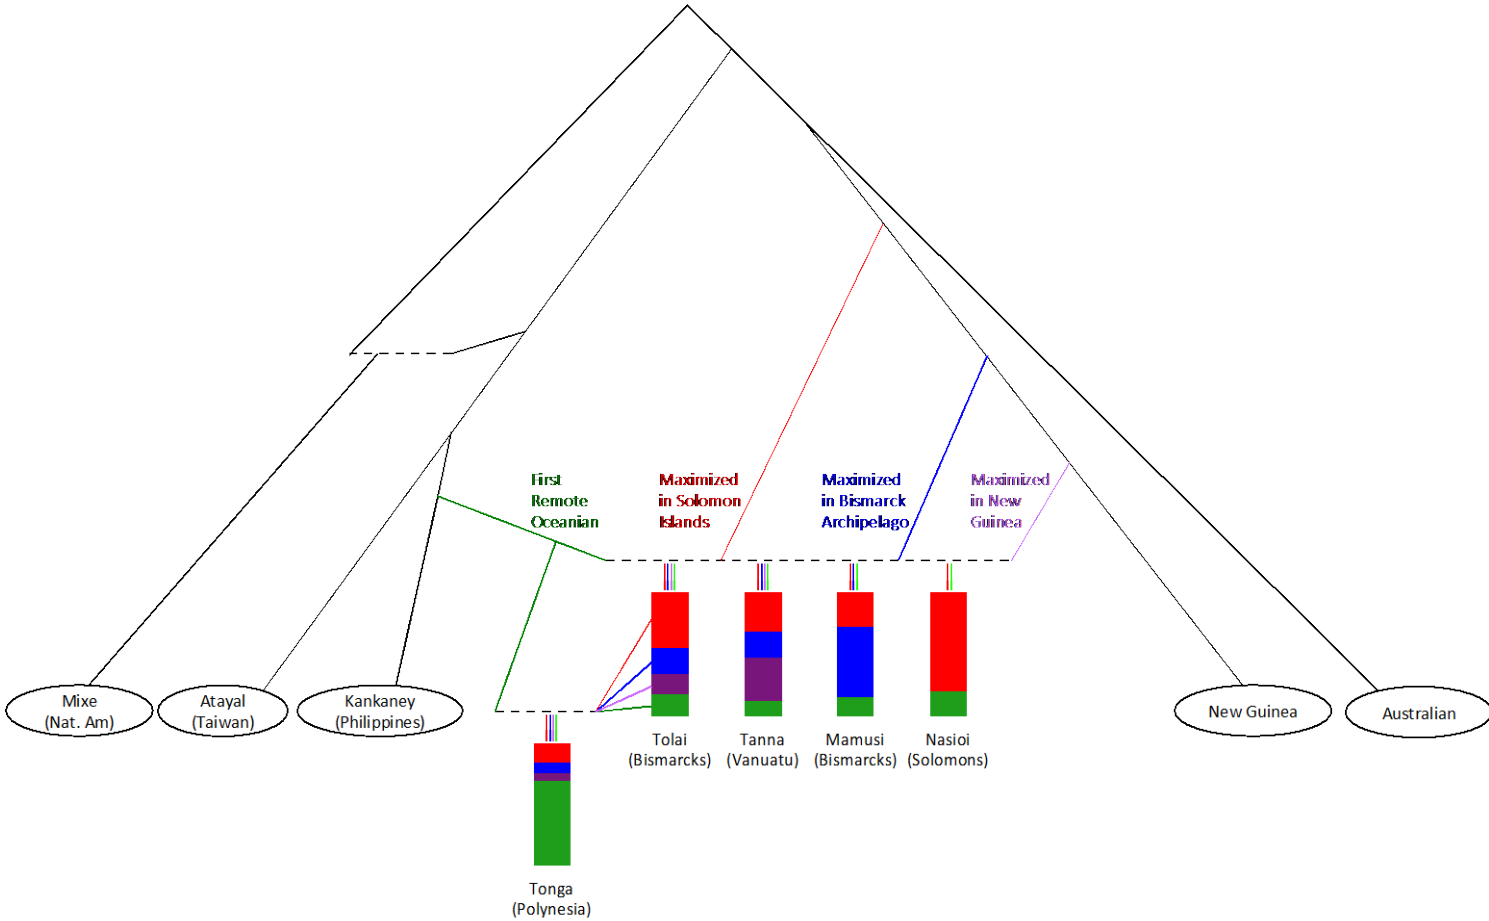 First
Remote
Oceanian
Maximized
in Solomon
Islands
Maximized
in Bismarck
Archipelago
Maximized
in New
Guinea
Mixe
(Nat. Am)
Atayal
(Taiwan)
Kankaney
(Philippines)
New Guinea
Australian
Tolai
(Bismarcks)
Tanna
(Vanuatu)
Mamusi
(Bismarcks)
Nasioi
(Solomons)
Tonga
(Polynesia)